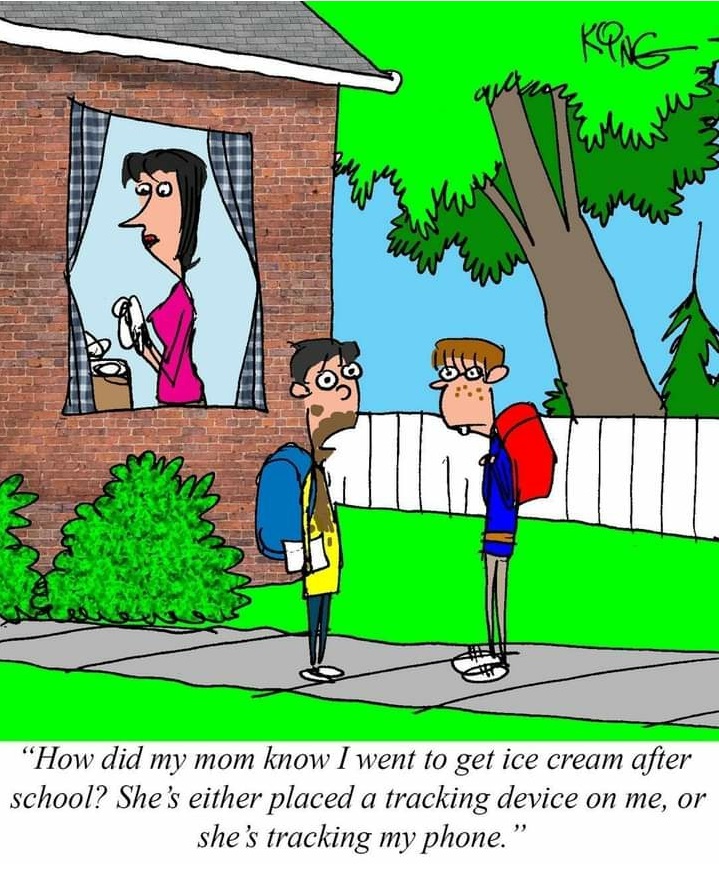 KONG
“How did my mom know I went to get ice cream after
school? She’s either placed a tracking device on me, or
she’s tracking my phone.”